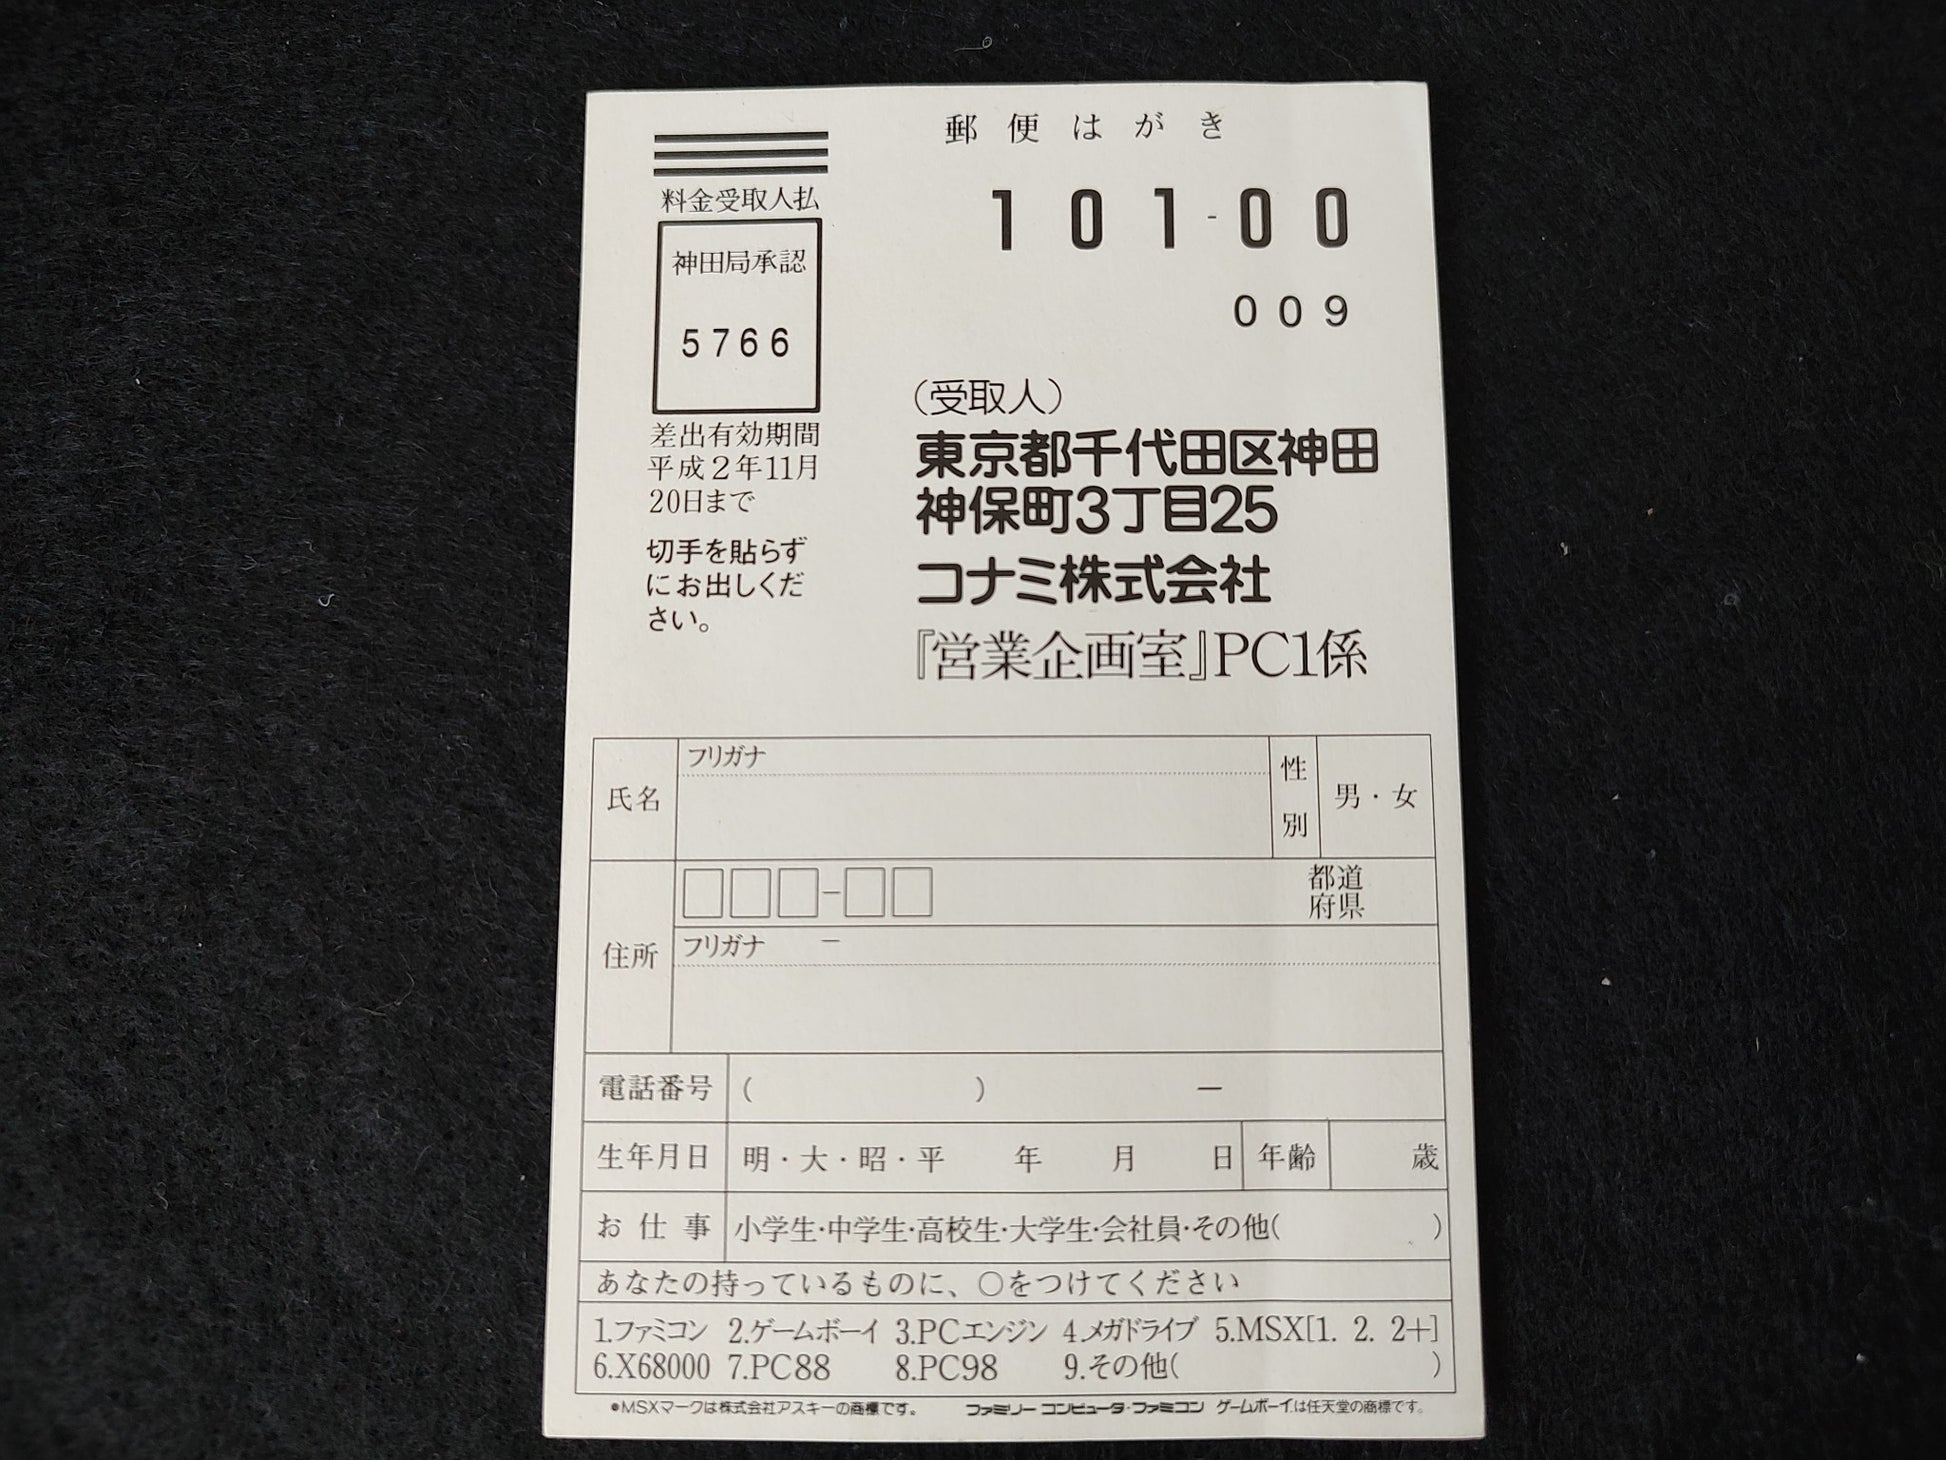 郵便はがき
料金受取人払
神田局承認
5766
差出有効期間
平成2年11月
20日まで
切手を貼らず
にお出しくだ
さい。
101-00
009
(受取人)
東京都千代田区神田
神保町3丁目25
コナミ株式会社
『営業企画室』PC1係
氏名
フリガナ
性別
男・女
住所
□□□-□□
都道
府県
フリガナ －
電話番号 ( ) －
生年月日 明・大・昭・平 年 月 日 年齢 歳
お仕事 小学生・中学生・高校生・大学生・会社員・その他( )
あなたの持っているものに、○をつけてください
1.ファミコン 2.ゲームボーイ 3.PCエンジン 4.メガドライブ 5.MSX[1. 2. 2+]
6.X68000 7.PC88 8.PC98 9.その他( )
●MSXマークは株式会社アスキーの商標です。 ファミリーコンピュータ・ファミコン ゲームボーイは任天堂の商標です。